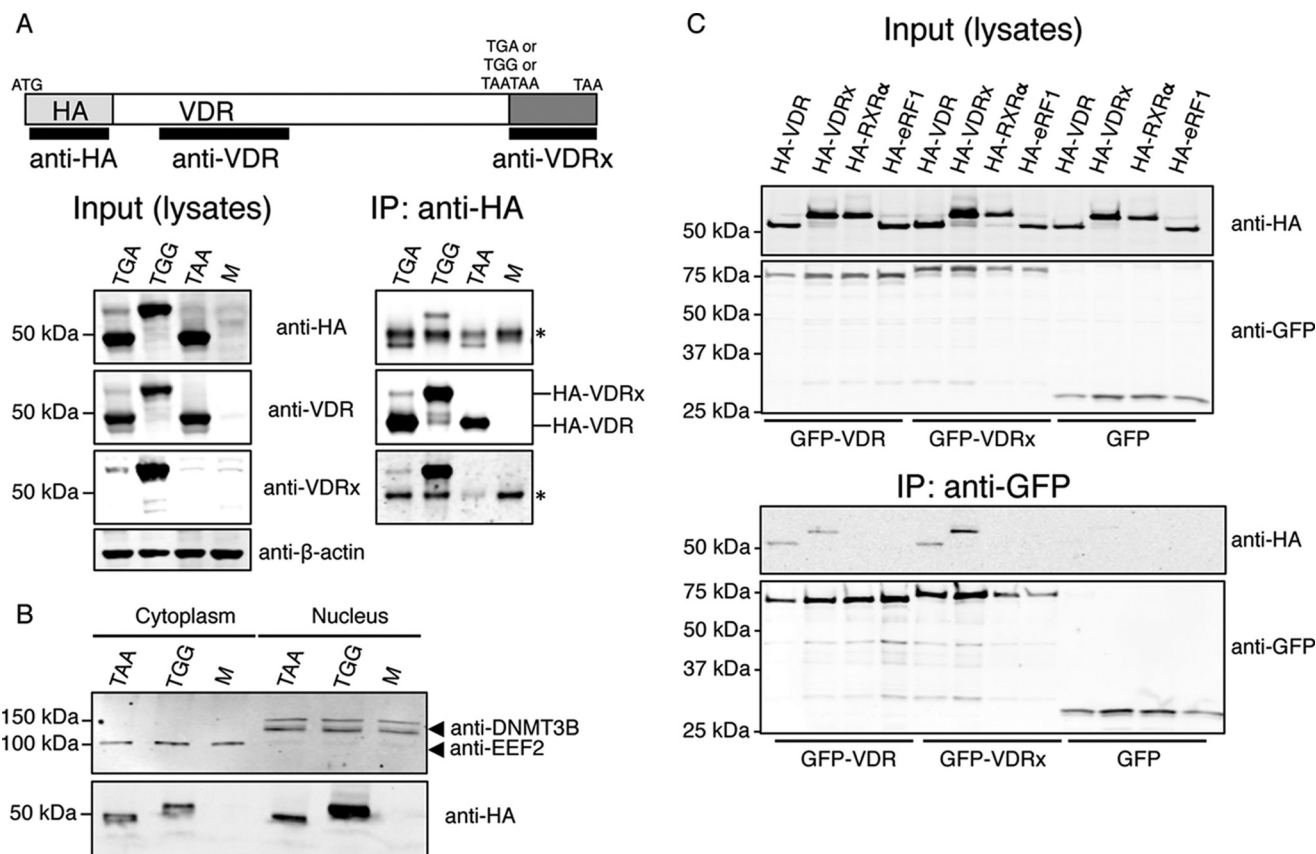 A
TGA or
TGG or
ATG TAATAA TAA
HA VDR
anti-HA anti-VDR anti-VDRx
Input (lysates) IP: anti-HA
TGA TGG TAA M TGA TGG TAA M
50 kDa anti-HA *
50 kDa anti-VDR HA-VDRx
HA-VDR
50 kDa anti-VDRx *
anti-β-actin
B
Cytoplasm Nucleus
TAA TGG M TAA TGG M
150 kDa anti-DNMT3B
100 kDa anti-EEF2
50 kDa anti-HA
C
Input (lysates)
HA-VDR HA-VDRx HA-RXRα HA-eRF1 HA-VDR HA-VDRx HA-RXRα HA-eRF1 HA-VDR HA-VDRx HA-RXRα HA-eRF1
50 kDa anti-HA
75 kDa
50 kDa anti-GFP
37 kDa
25 kDa
GFP-VDR GFP-VDRx GFP
IP: anti-GFP
50 kDa anti-HA
75 kDa
50 kDa anti-GFP
37 kDa
25 kDa
GFP-VDR GFP-VDRx GFP